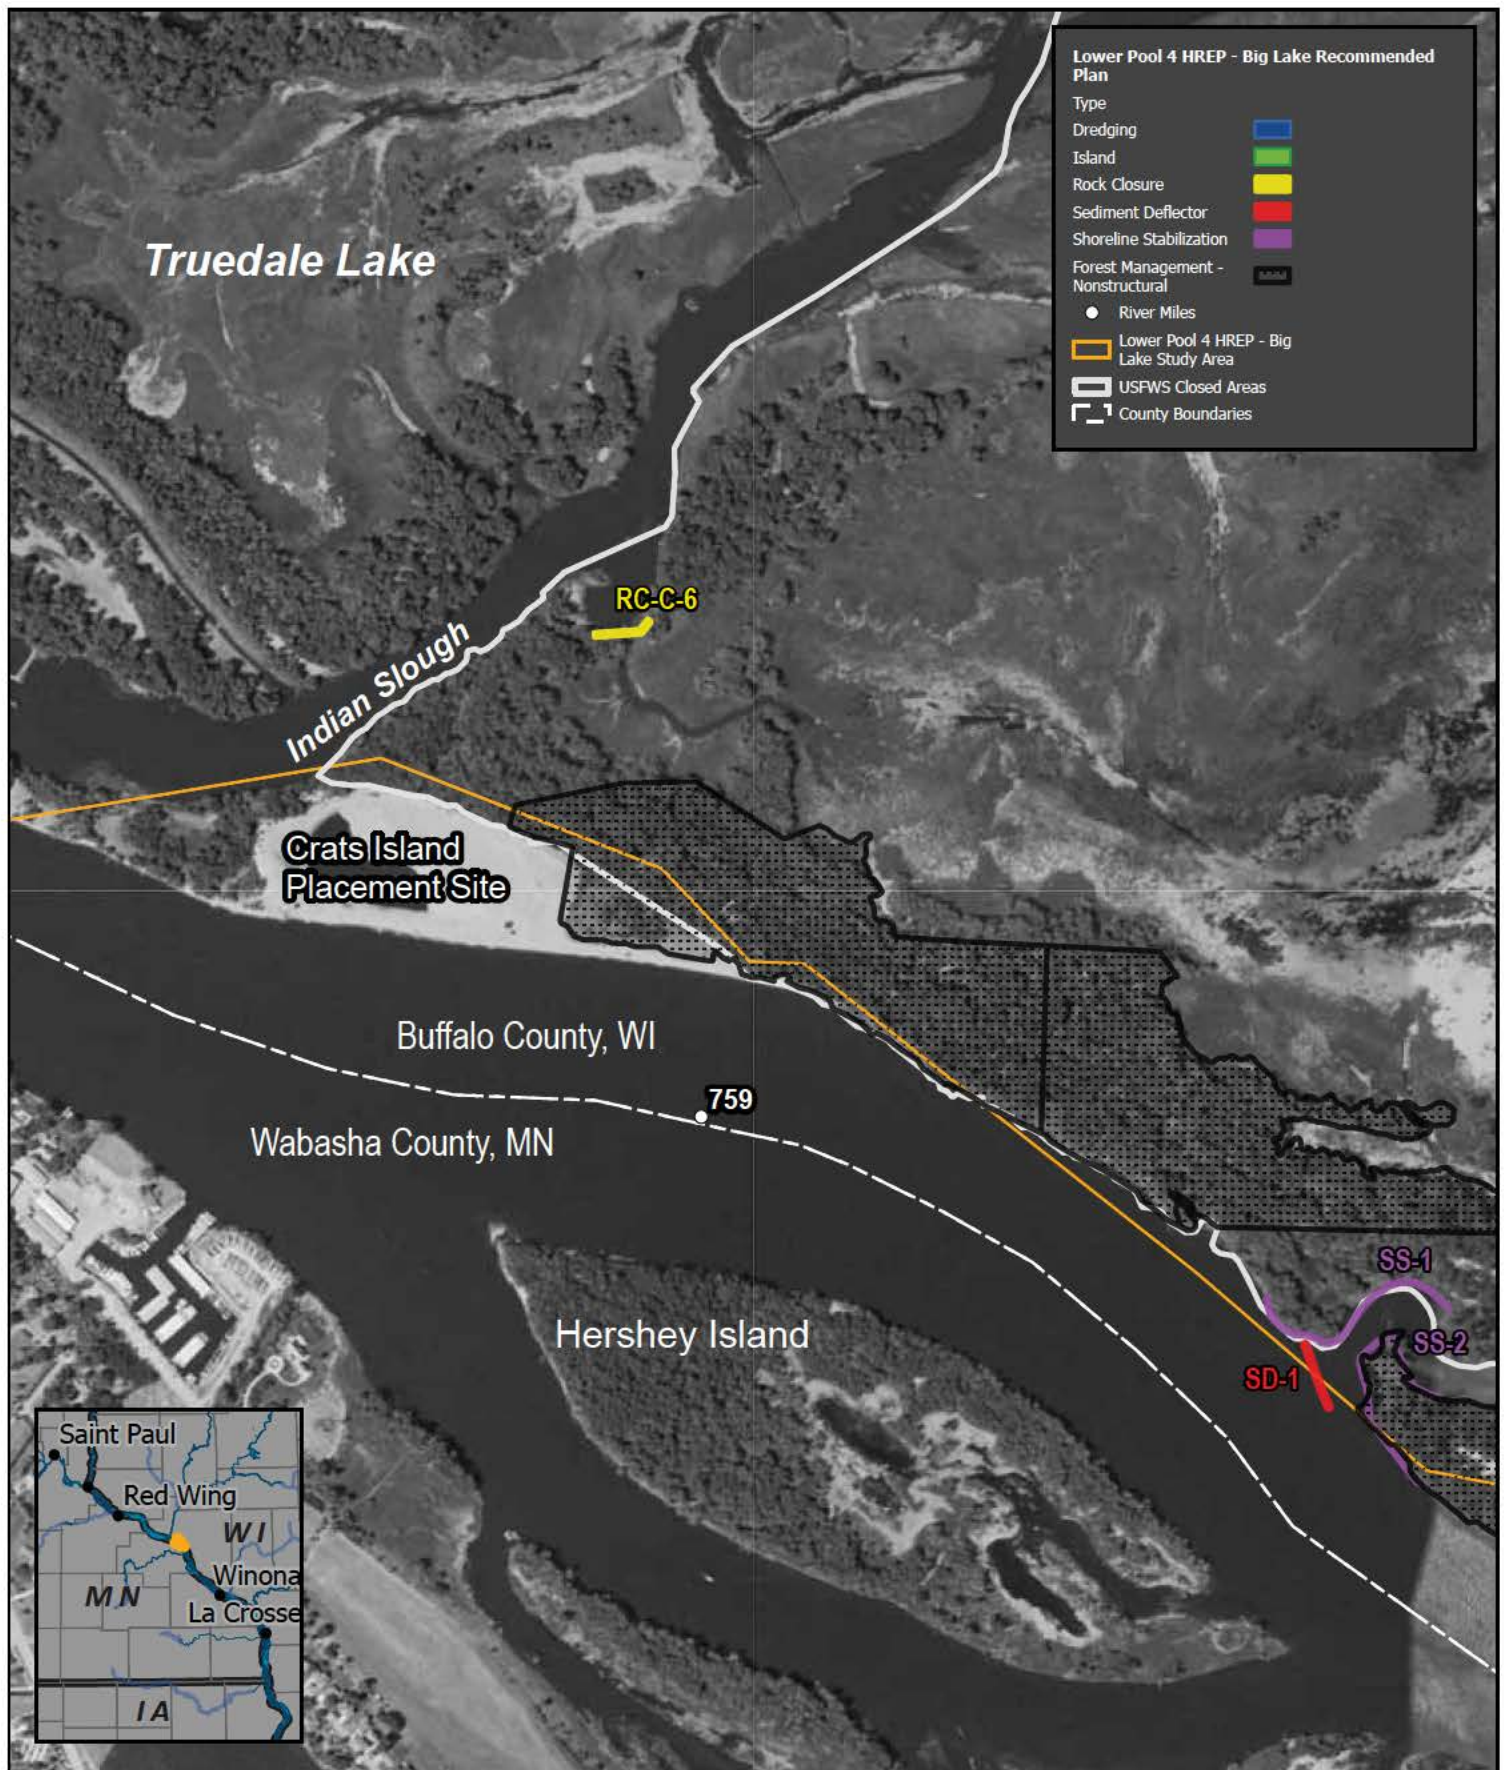 Lower Pool 4 HREP - Big Lake Recommended
Plan
Type
Dredging
Island
Rock Closure
Sediment Deflector
Shoreline Stabilization
Forest Management -
Nonstructural
River Miles
Lower Pool 4 HREP - Big
Lake Study Area
USFWS Closed Areas
County Boundaries
Truedale Lake
RC-C-6
Indian Slough
Crats Island
Placement Site
Buffalo County, WI
759
Wabasha County, MN
SS-1
Hershey Island
SS-2
SD-1
Saint Paul
Red Wing
WI
Winona
MN
La Crosse
IA